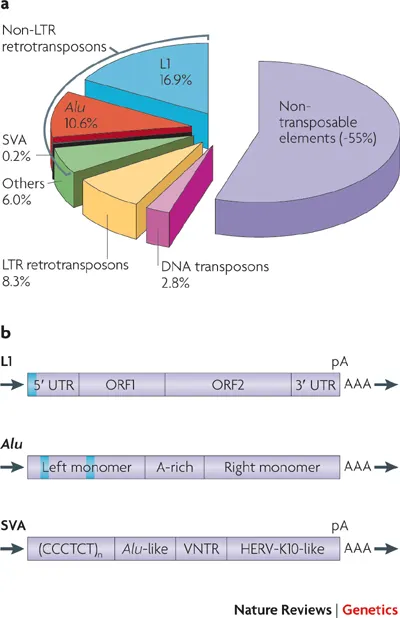 a
Non-LTR
retrotransposons
L1
16.9%
Alu
10.6%
SVA
0.2%
Others
6.0%
LTR retrotransposons
8.3%
DNA transposons
2.8%
Non-
transposable
elements (-55%)
b
L1
pA
5′ UTR ORF1 ORF2 3′ UTR AAA
Alu
Left monomer A-rich Right monomer AAA
SVA
pA
(CCCTCT)n Alu-like VNTR HERV-K10-like AAA
Nature Reviews | Genetics